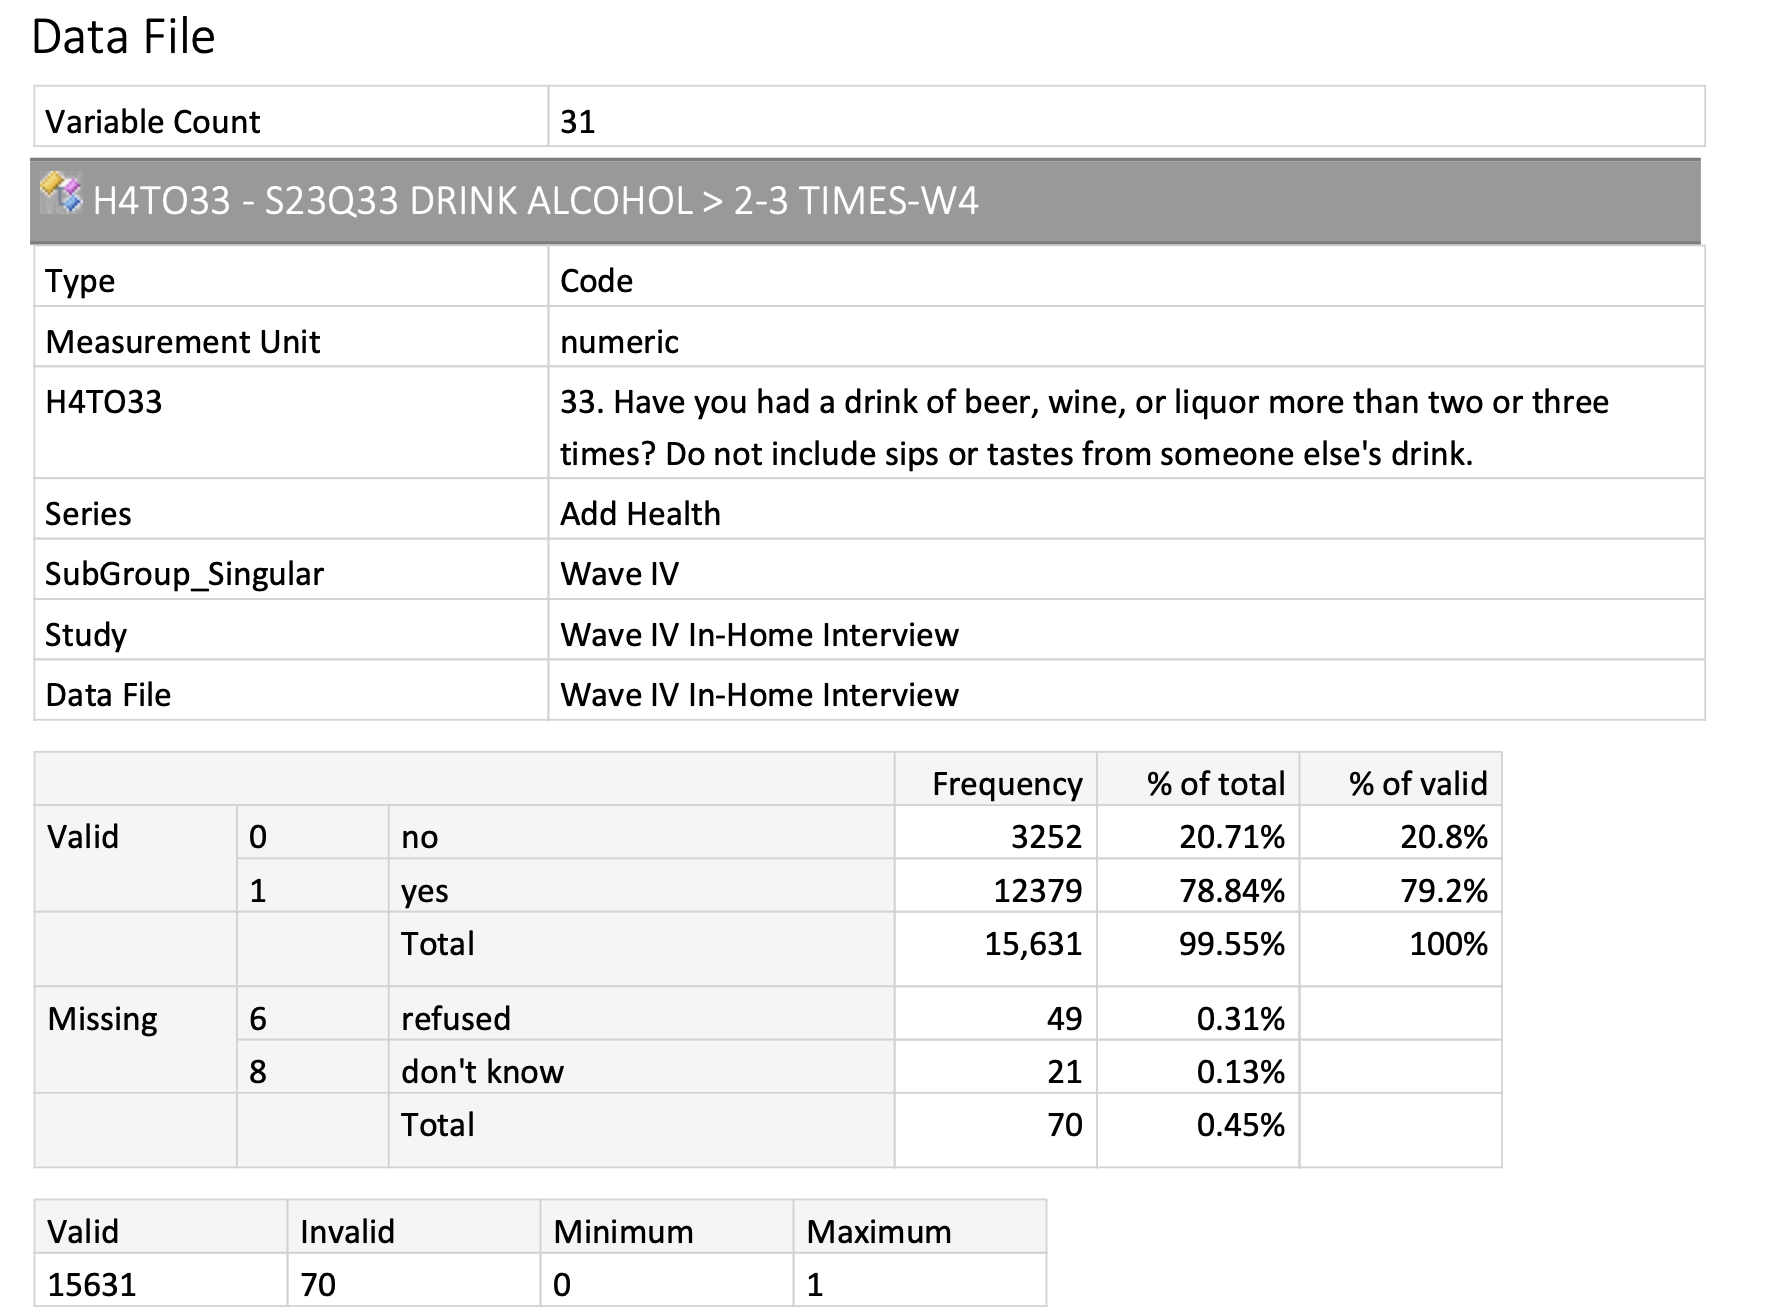 Data File
Variable Count 31
H4TO33 - S23Q33 DRINK ALCOHOL > 2-3 TIMES-W4
Type Code
Measurement Unit numeric
H4TO33 33. Have you had a drink of beer, wine, or liquor more than two or three
times? Do not include sips or tastes from someone else's drink.
Series Add Health
SubGroup_Singular Wave IV
Study Wave IV In-Home Interview
Data File Wave IV In-Home Interview
Frequency % of total % of valid
Valid 0 no 3252 20.71% 20.8%
1 yes 12379 78.84% 79.2%
Total 15,631 99.55% 100%
Missing 6 refused 49 0.31%
8 don't know 21 0.13%
Total 70 0.45%
Valid Invalid Minimum Maximum
15631 70 0 1